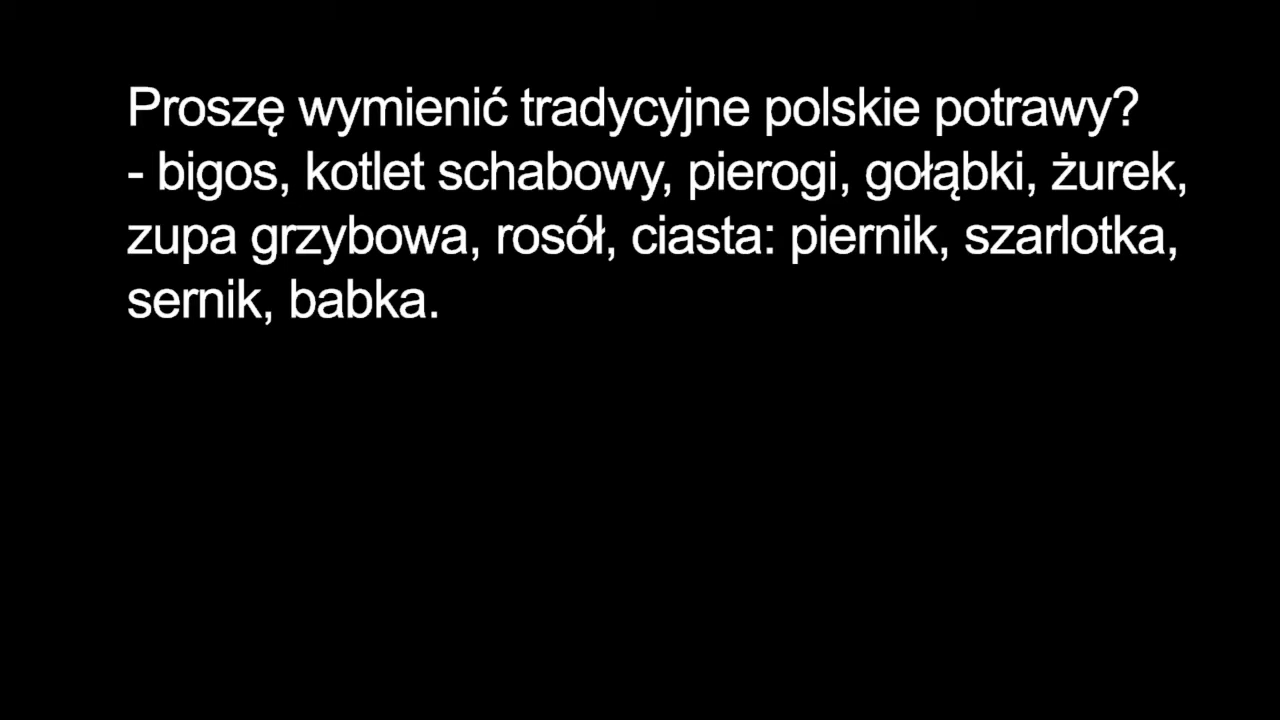 Proszę wymienić tradycyjne polskie potrawy?
- bigos, kotlet schabowy, pierogi, gołąbki, żurek,
zupa grzybowa, rosół, ciasta: piernik, szarlotka,
sernik, babka.